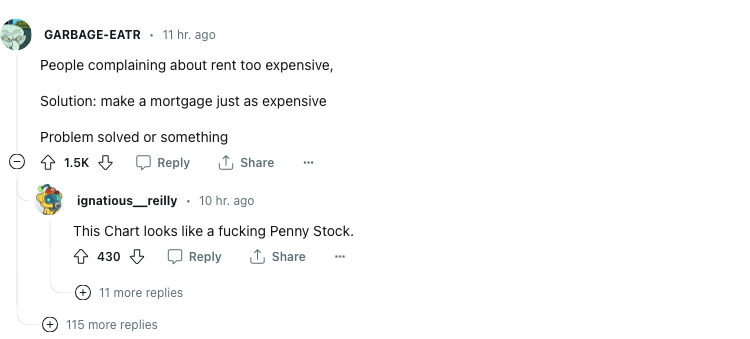 GARBAGE-EATR • 11 hr. ago
People complaining about rent too expensive,
Solution: make a mortgage just as expensive
Problem solved or something
1.5K Reply Share ...
ignatious__reilly • 10 hr. ago
This Chart looks like a fucking Penny Stock.
430 Reply Share ...
11 more replies
115 more replies